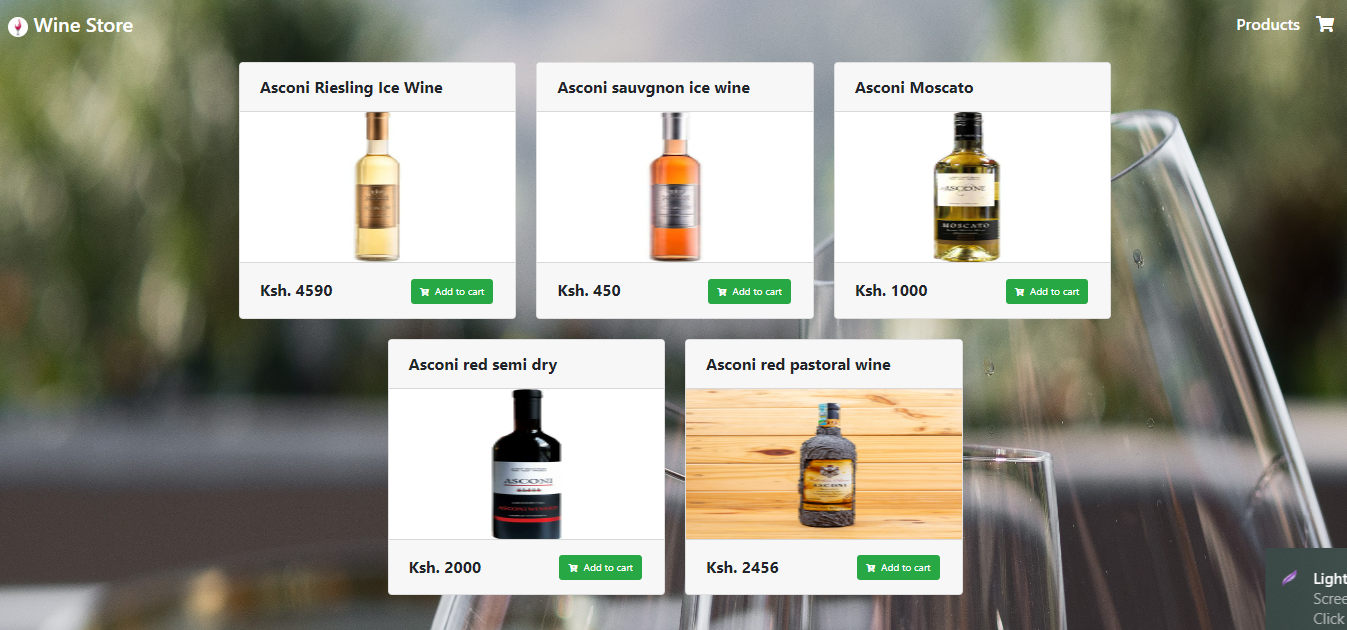 Wine Store
Products
Asconi Riesling Ice Wine
Asconi sauvgnon ice wine
Asconi Moscato
ASCONI
MOSCATO
Ksh. 4590
Add to cart
Ksh. 450
Add to cart
Ksh. 1000
Add to cart
Asconi red semi dry
Asconi red pastoral wine
ASCONI
ASCONI
Ksh. 2000
Add to cart
Ksh. 2456
Add to cart
Light
Scree
Click